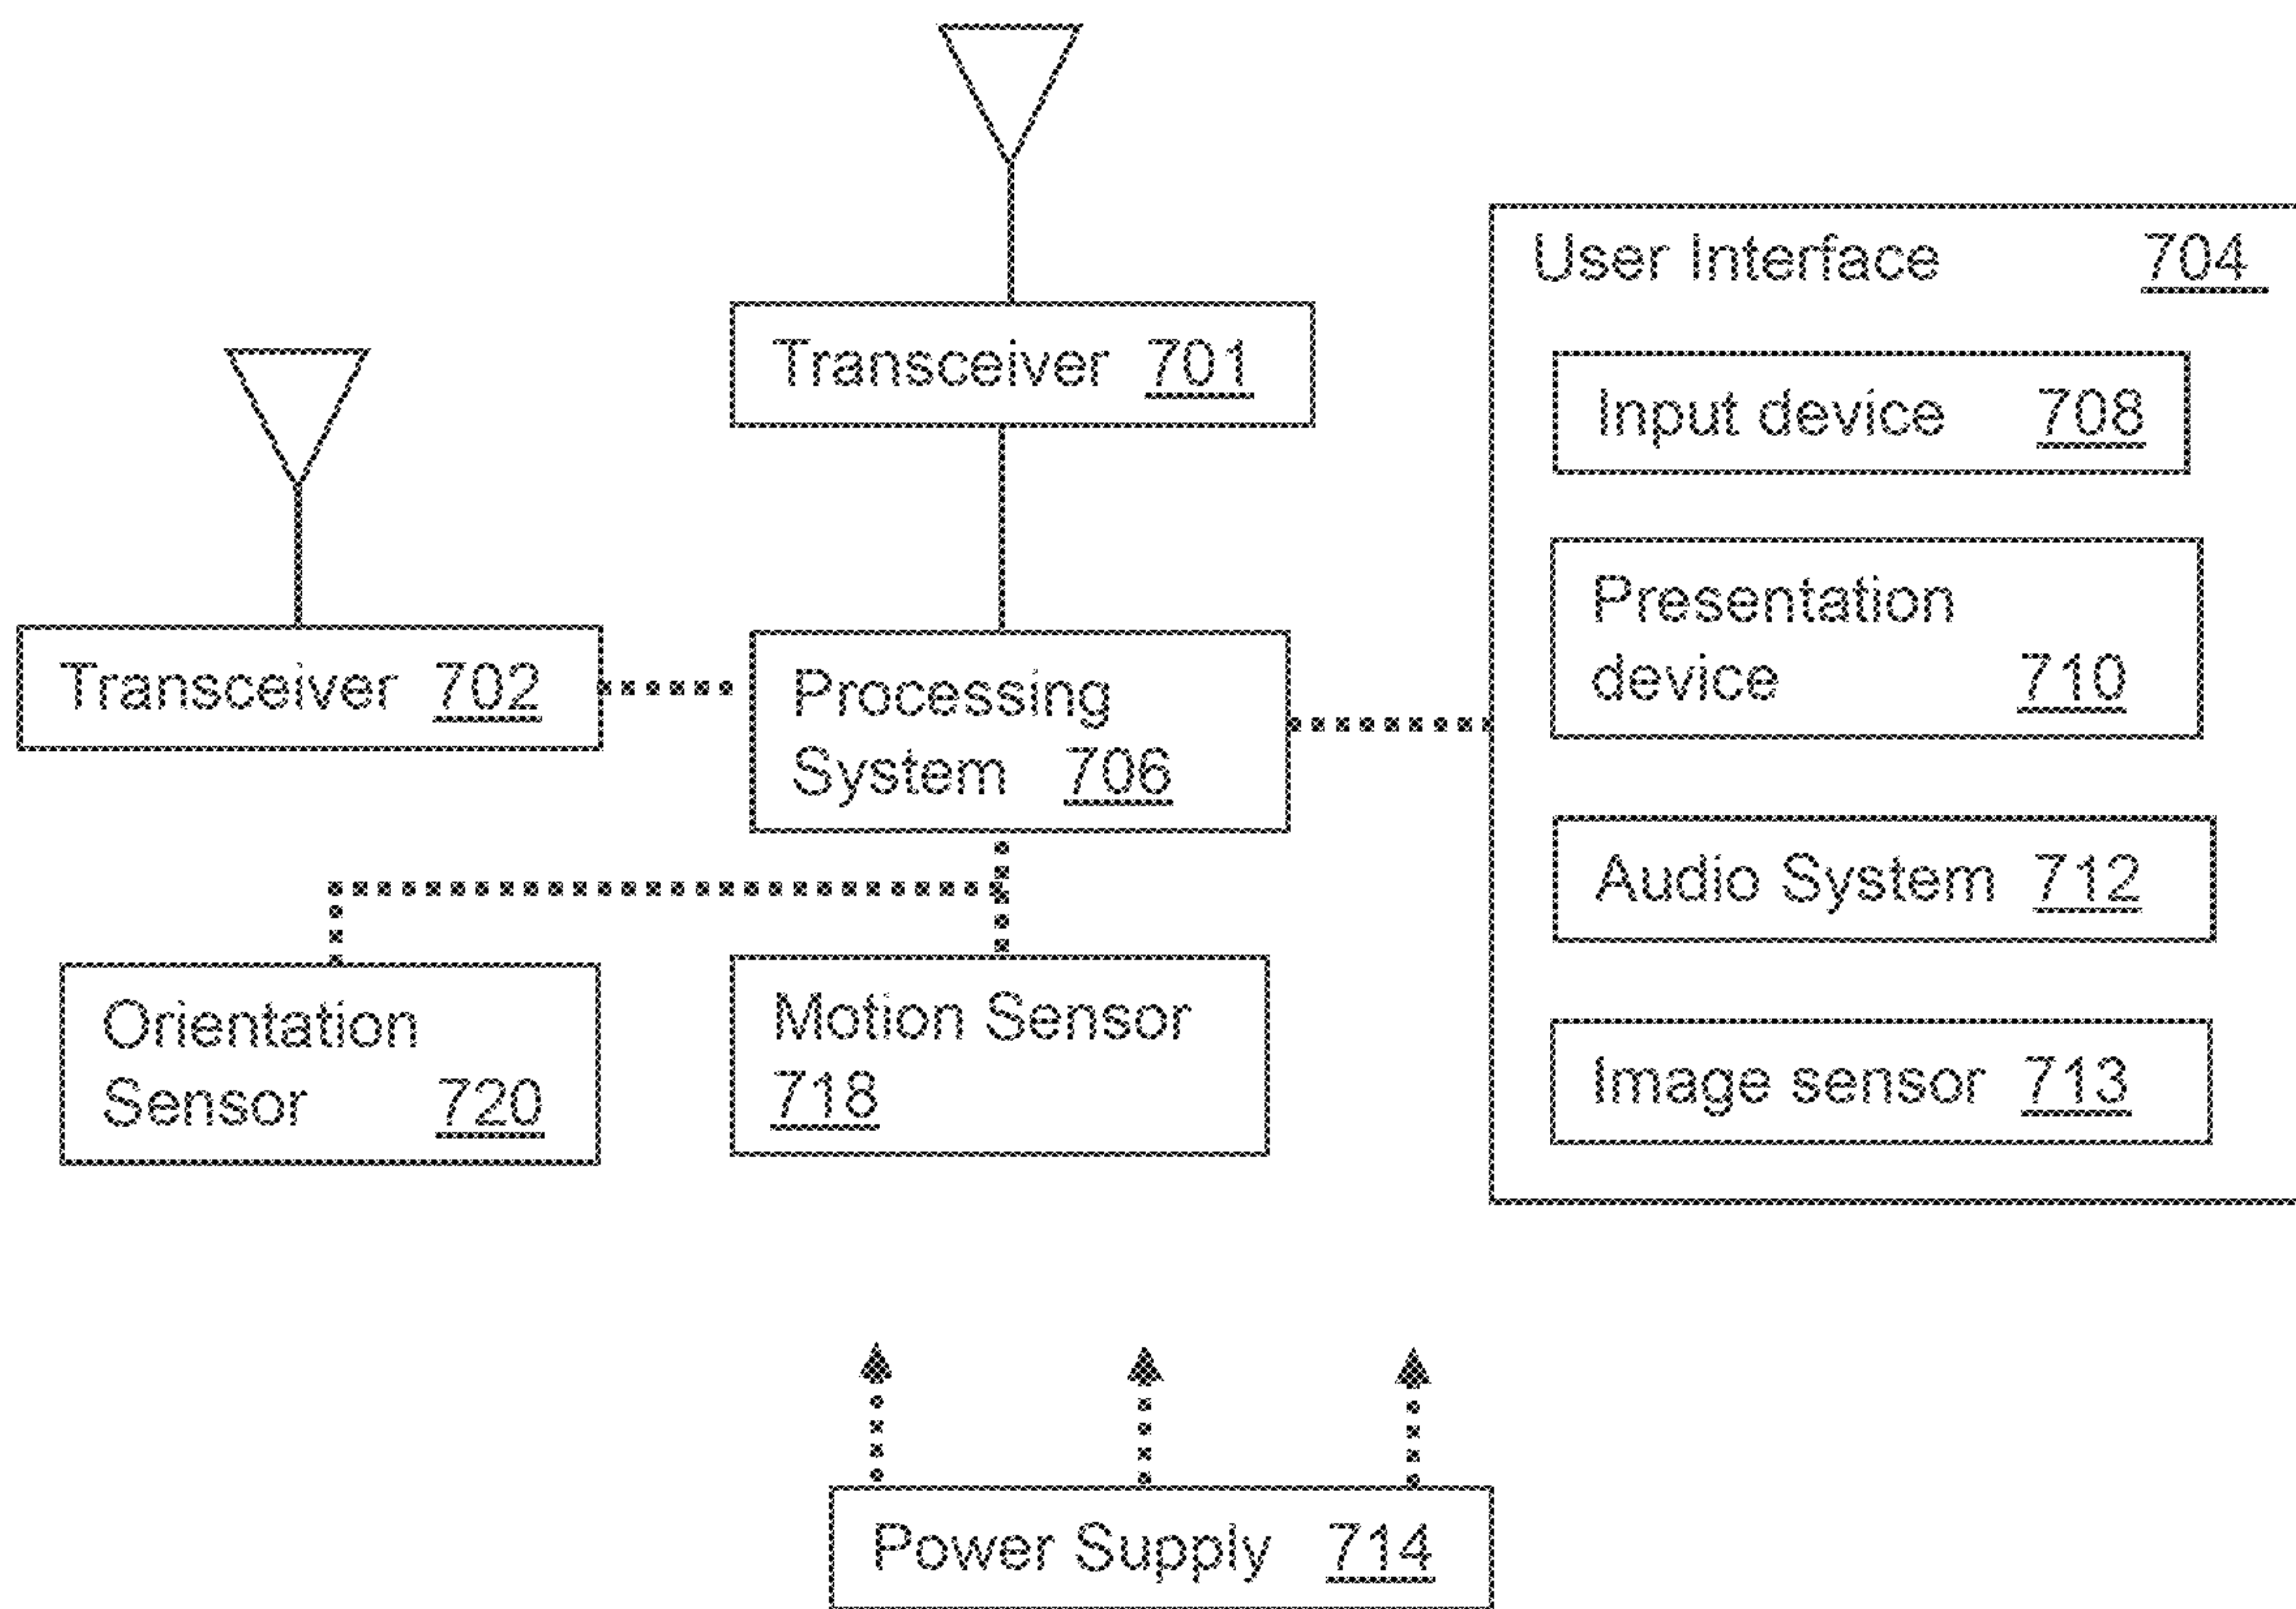 Transceiver 701
Transceiver 702
Processing
System 706
Orientation
Sensor 720
Motion Sensor
718
User Interface 704
Input device 708
Presentation
device 710
Audio System 712
Image sensor 713
Power Supply 714